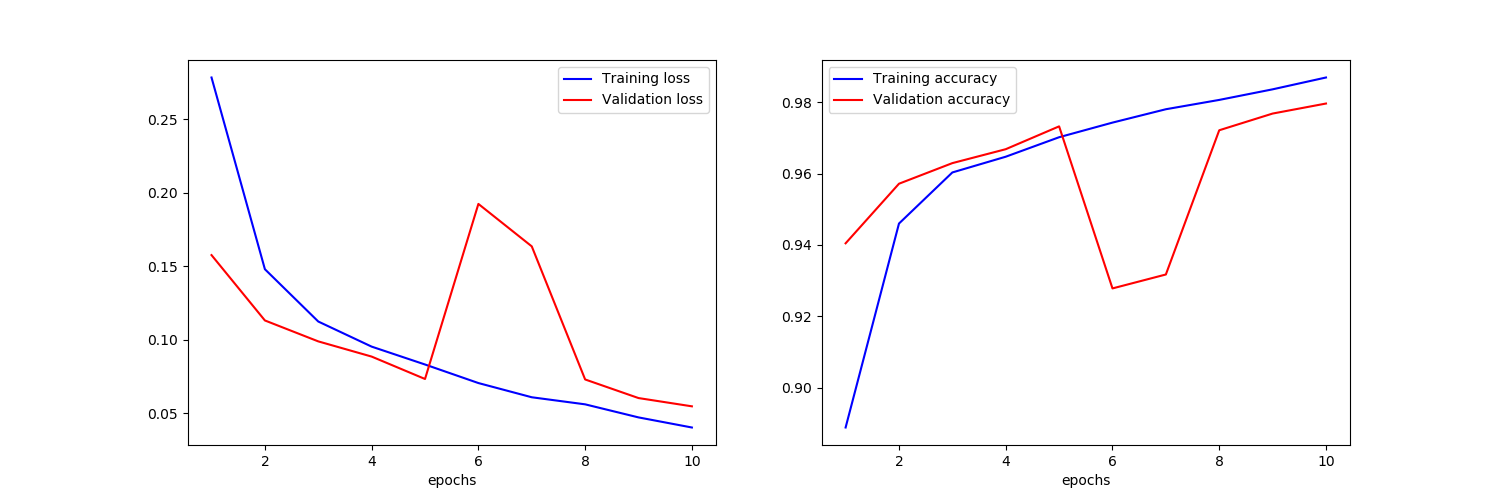 Training loss
Validation loss
0.25
0.20
0.15
0.10
0.05
2 4 6 8 10
epochs
Training accuracy
Validation accuracy
0.98
0.96
0.94
0.92
0.90
2 4 6 8 10
epochs